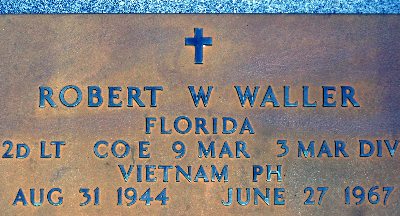 ROBERT W WALLER
FLORIDA
2D LT CO E 9 MAR 3 MAR DIV
VIETNAM PH
AUG 31 1944 JUNE 27 1967